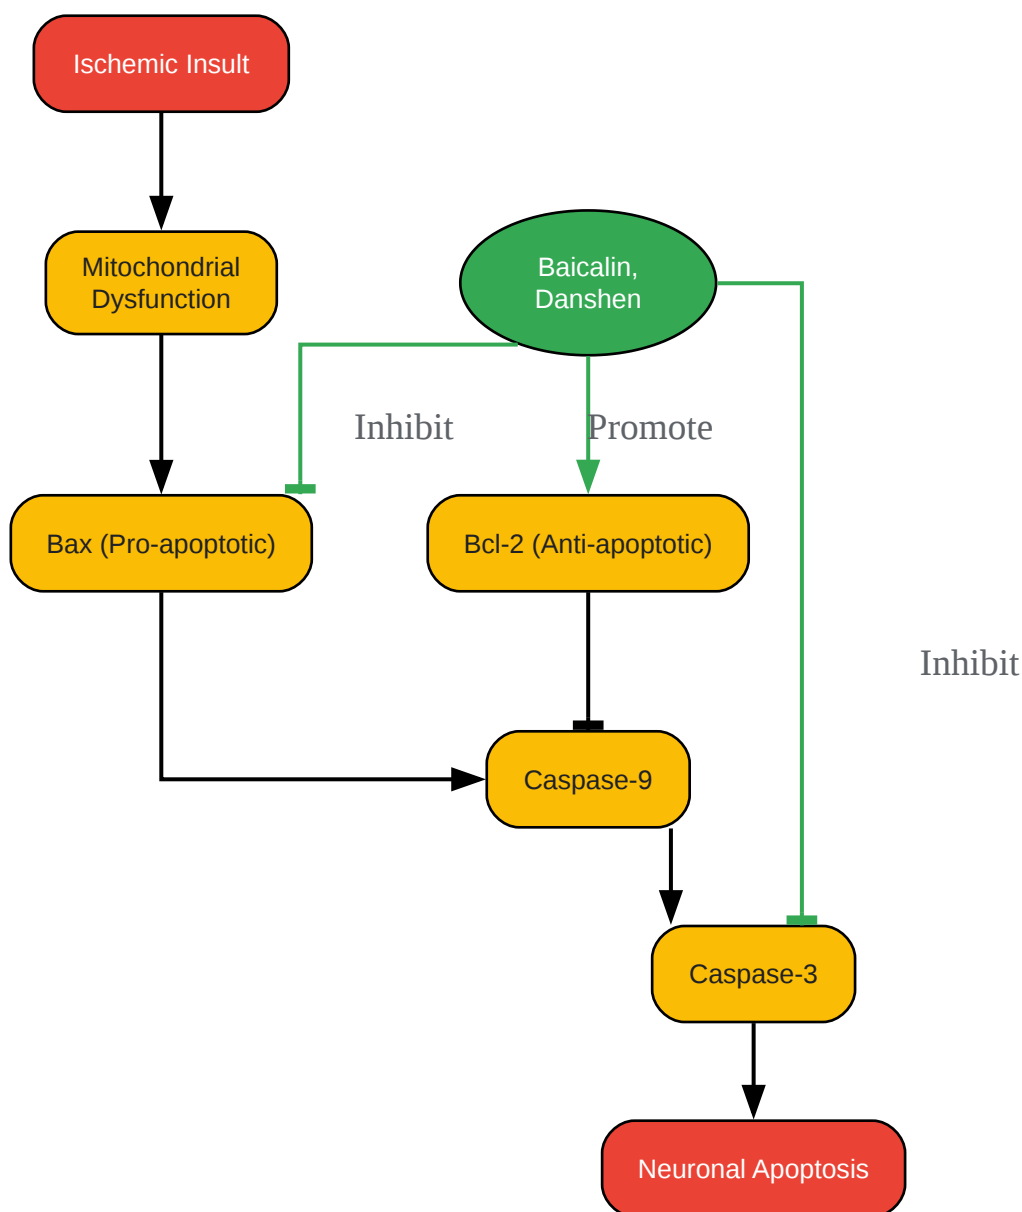 Ischemic Insult
Mitochondrial
Dysfunction
Baicalin,
Danshen
Inhibit
Promote
Bax (Pro-apoptotic)
Bcl-2 (Anti-apoptotic)
Inhibit
Caspase-9
Caspase-3
Neuronal Apoptosis